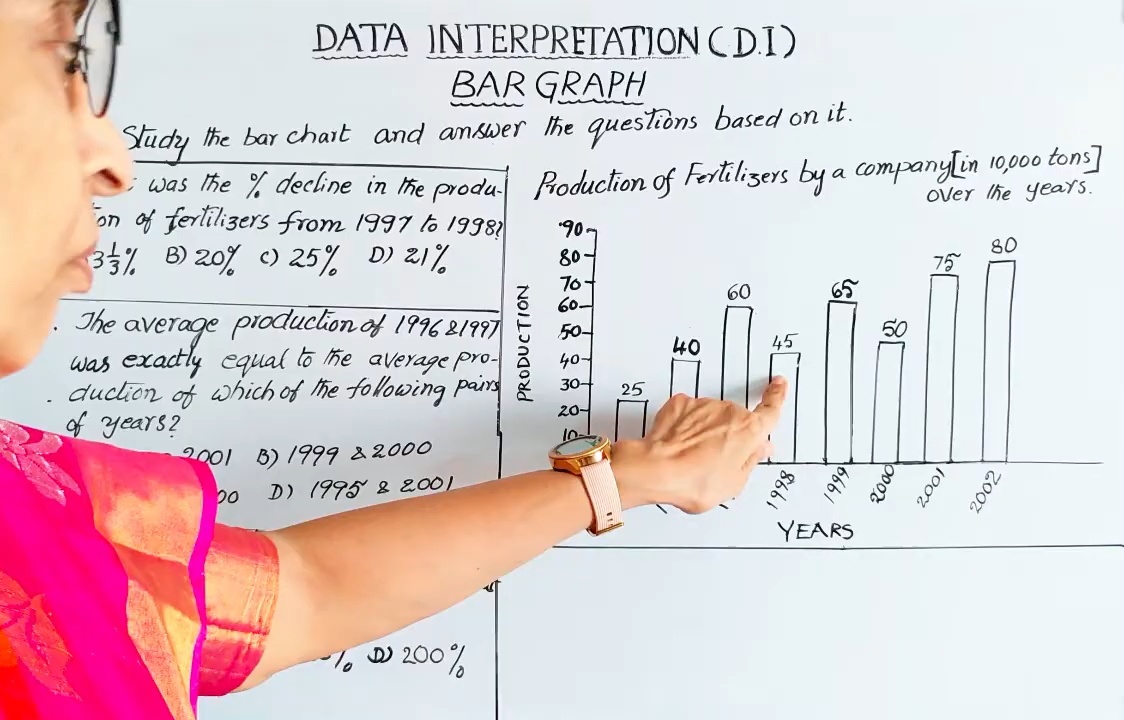 DATA INTERPRETATION (D.I)
BAR GRAPH
Study the bar chart and answer the questions based on it.
was the % decline in the produ-
of fertilizers from 1997 to 1998?
B) 20% C) 25% D) 21%
The average production of 1996 & 1997
was exactly equal to the average pro-
duction of which of the following pairs
of years?
2001 B) 1999 & 2000
D) 1995 & 2001
D) 200%
Production of Fertilizers by a company [in 10,000 tons]
over the years.
PRODUCTION
90
80
70
60
50
40
30
20
10
25
40
60
45
65
50
75
80
1998
1999
2000
2001
2002
YEARS